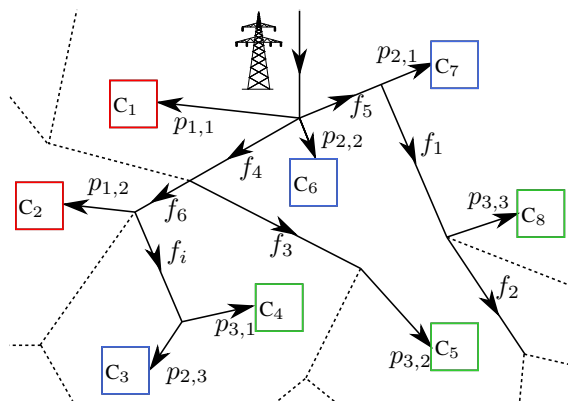 p2,1
C7
C1
f5
p1,1
p2,2
f1
f4
C6
p1,2
C2
f6
p3,3
C8
f3
fi
f2
C4
p3,1
C5
p3,2
C3
p2,3